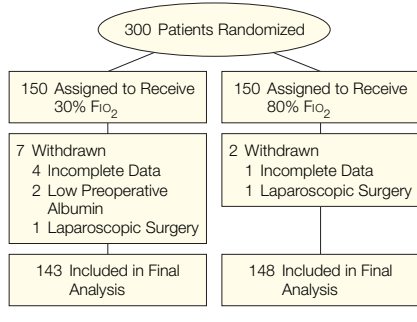 300 Patients Randomized
150 Assigned to Receive
30% FIO2
150 Assigned to Receive
80% FIO2
7 Withdrawn
4 Incomplete Data
2 Low Preoperative
Albumin
1 Laparoscopic Surgery
2 Withdrawn
1 Incomplete Data
1 Laparoscopic Surgery
143 Included in Final
Analysis
148 Included in Final
Analysis